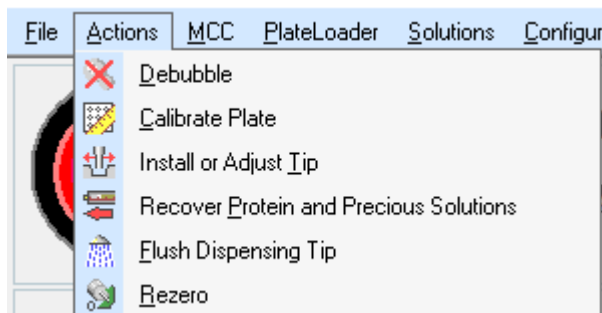 File Actions MCC PlateLoader Solutions Configur
Debubble
Calibrate Plate
Install or Adjust Tip
Recover Protein and Precious Solutions
Flush Dispensing Tip
Rezero